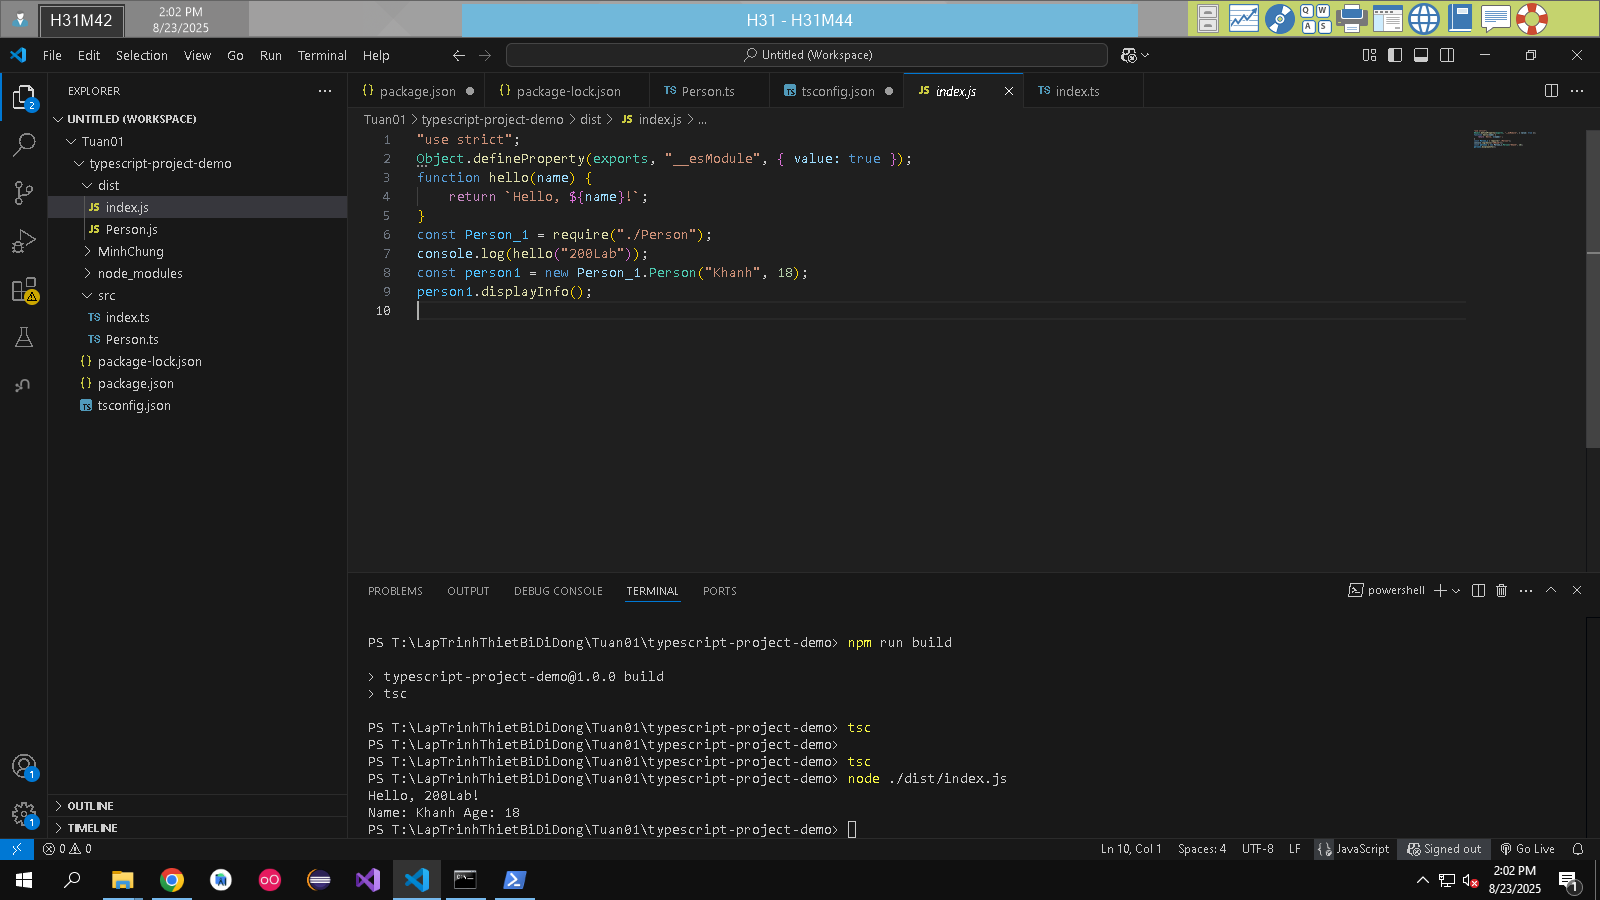 H31M42
2:02 PM
8/23/2025
H31 - H31M44
Q W
A S
File Edit Selection View Go Run Terminal Help
Untitled (Workspace)
EXPLORER
UNTITLED (WORKSPACE)
Tuan01
typescript-project-demo
dist
JS index.js
JS Person.js
MinhChung
node_modules
src
TS index.ts
TS Person.ts
{} package-lock.json
{} package.json
TS tsconfig.json
OUTLINE
TIMELINE
2
1
1
{} package.json
{} package-lock.json
TS Person.ts
TS tsconfig.json
JS index.js
TS index.ts
Tuan01 > typescript-project-demo > dist > JS index.js > ...
1 "use strict";
2 Object.defineProperty(exports, "__esModule", { value: true });
3 function hello(name) {
4 return `Hello, ${name}!`;
5 }
6 const Person_1 = require("./Person");
7 console.log(hello("200Lab"));
8 const person1 = new Person_1.Person("Khanh", 18);
9 person1.displayInfo();
10
PROBLEMS OUTPUT DEBUG CONSOLE TERMINAL PORTS
powershell
PS T:\LapTrinhThietBiDiDong\Tuan01\typescript-project-demo> npm run build
> typescript-project-demo@1.0.0 build
> tsc
PS T:\LapTrinhThietBiDiDong\Tuan01\typescript-project-demo> tsc
PS T:\LapTrinhThietBiDiDong\Tuan01\typescript-project-demo>
PS T:\LapTrinhThietBiDiDong\Tuan01\typescript-project-demo> tsc
PS T:\LapTrinhThietBiDiDong\Tuan01\typescript-project-demo> node ./dist/index.js
Hello, 200Lab!
Name: Khanh Age: 18
PS T:\LapTrinhThietBiDiDong\Tuan01\typescript-project-demo>
0 0
Ln 10, Col 1 Spaces: 4 UTF-8 LF {} JavaScript Signed out Go Live
2:02 PM
8/23/2025
1